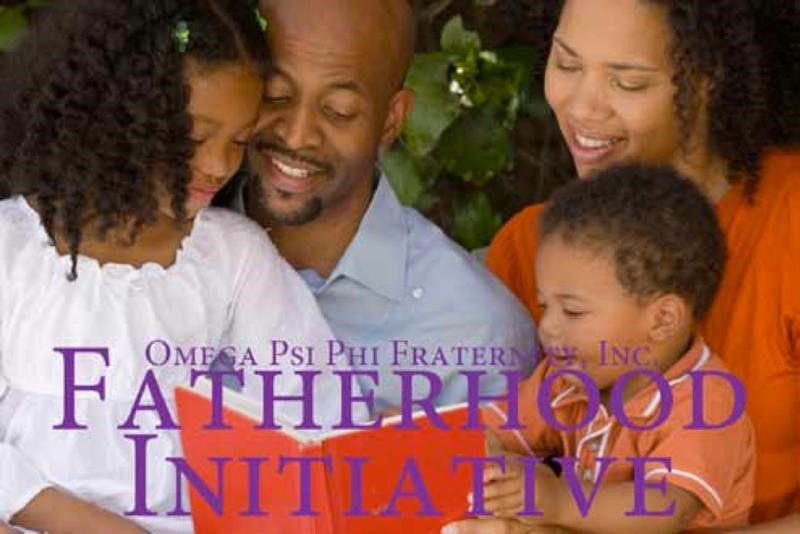 Omega Psi Phi Fraternity, Inc.
Fatherhood
Initiative